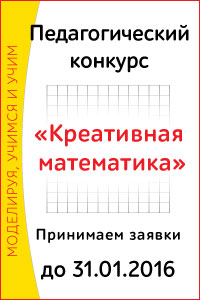 МОДЕЛИРУЯ, УЧИМСЯ И УЧИМ
Педагогический
конкурс
«Креативная
математика»
Принимаем заявки
до 31.01.2016